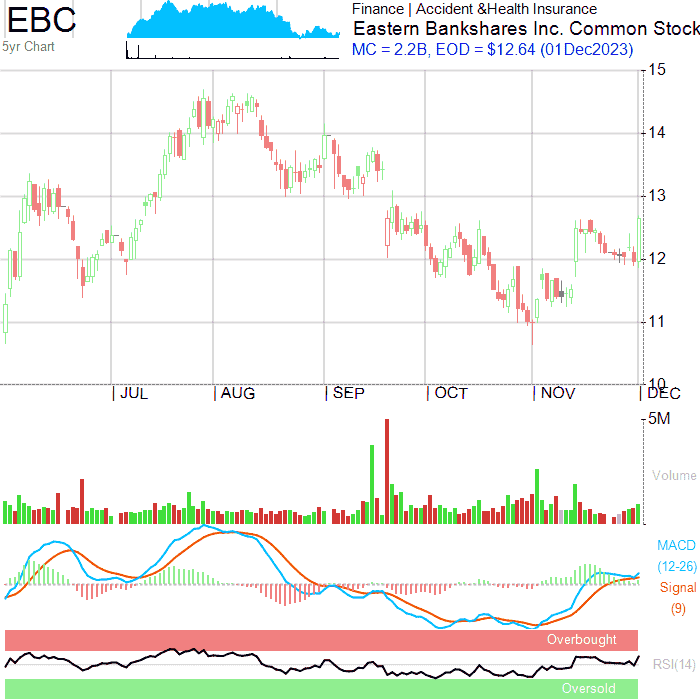 EBC
5yr Chart
Finance | Accident &Health Insurance
Eastern Bankshares Inc. Common Stock
MC = 2.2B, EOD = $12.64 (01Dec2023)
15
14
13
12
11
10
JUL AUG SEP OCT NOV DEC
5M
Volume
MACD
(12-26)
Signal
(9)
Overbought
RSI(14)
Oversold